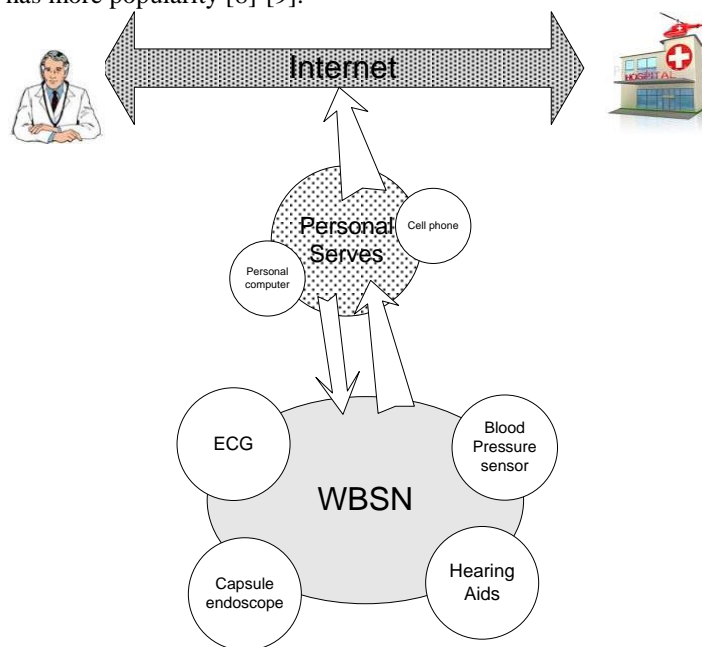 has more popularity [8]-[9].
Internet
HOSPITAL
Personal
Serves
Cell phone
Personal
computer
ECG
Blood
Pressure
sensor
WBSN
Capsule
endoscope
Hearing
Aids